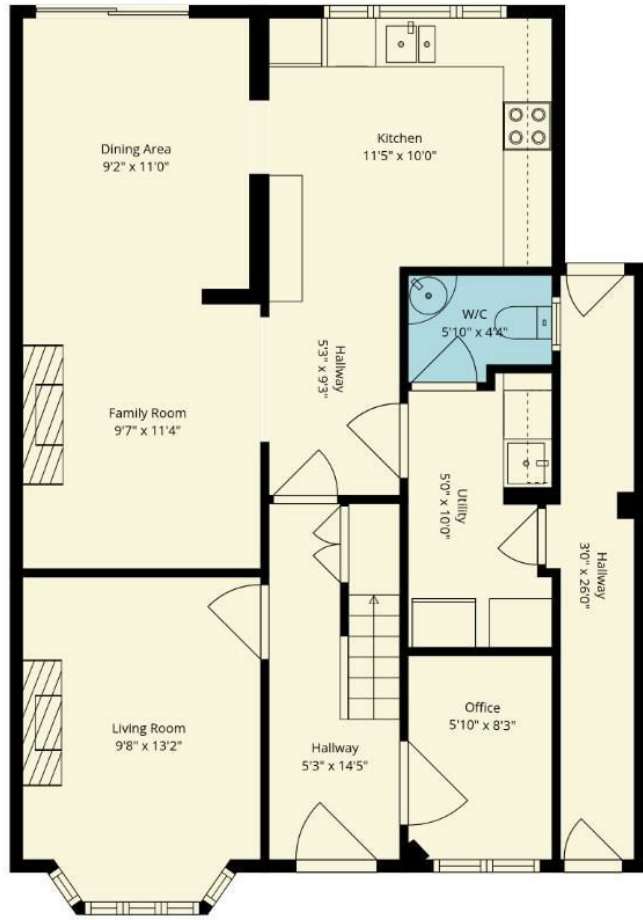 Dining Area
9'2" x 11'0"
Kitchen
11'5" x 10'0"
W/C
5'10" x 4'4"
Hallway
5'3" x 9'3"
Family Room
9'7" x 11'4"
Utility
5'0" x 10'0"
Hallway
3'0" x 26'0"
Living Room
9'8" x 13'2"
Hallway
5'3" x 14'5"
Office
5'10" x 8'3"